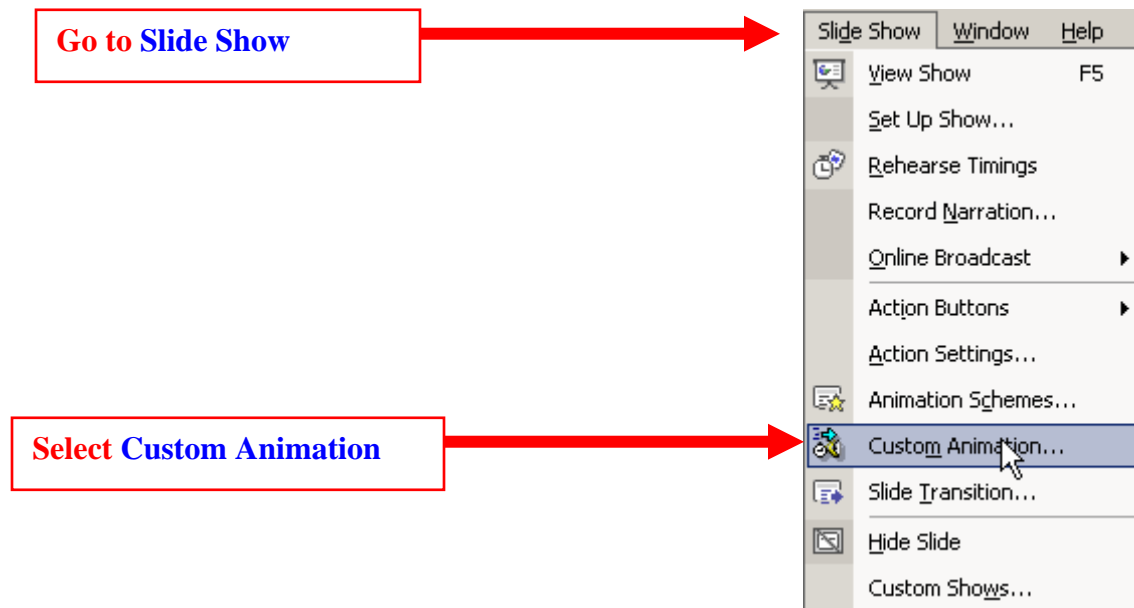 Go to Slide Show
Slide Show Window Help
View Show F5
Set Up Show...
Rehearse Timings
Record Narration...
Online Broadcast
Action Buttons
Action Settings...
Animation Schemes...
Select Custom Animation
Custom Animation...
Slide Transition...
Hide Slide
Custom Shows...